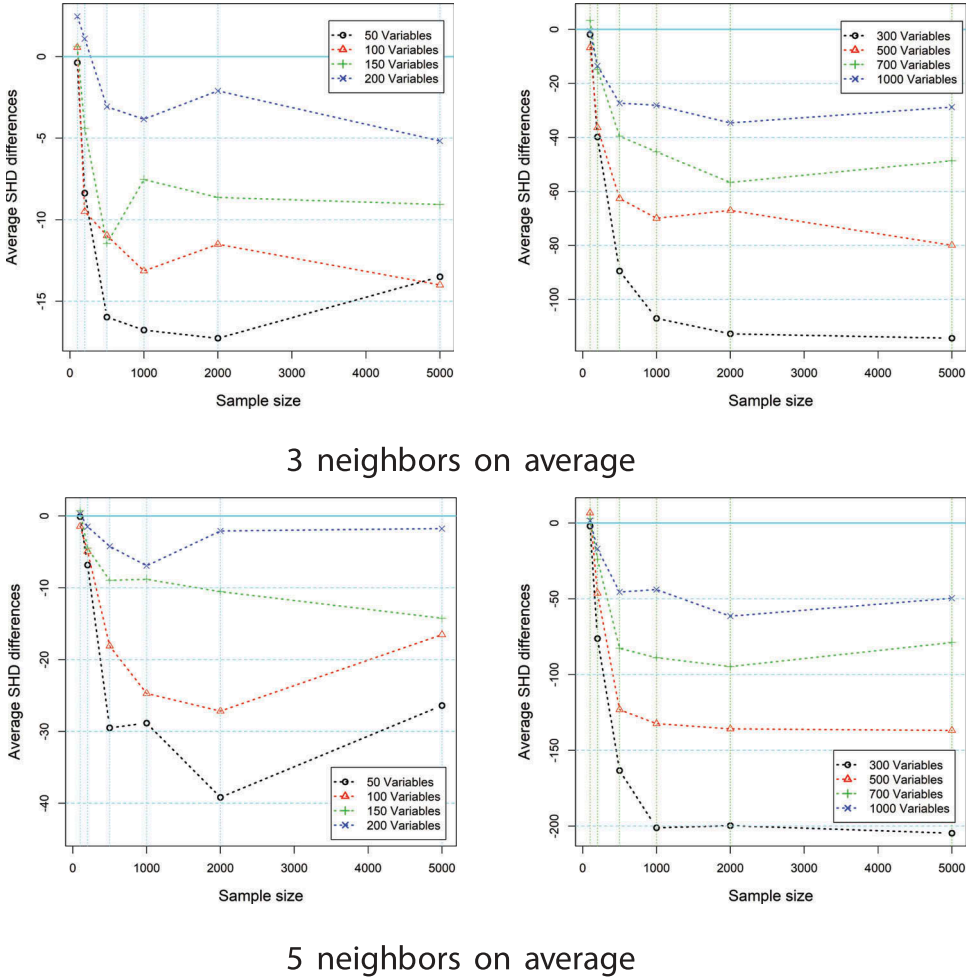 Average SHD differences
0
-5
-10
-15
50 Variables
100 Variables
150 Variables
200 Variables
0 1000 2000 3000 4000 5000
Sample size
Average SHD differences
0
-20
-40
-60
-80
-100
300 Variables
500 Variables
700 Variables
1000 Variables
0 1000 2000 3000 4000 5000
Sample size
3 neighbors on average
Average SHD differences
0
-10
-20
-30
-40
50 Variables
100 Variables
150 Variables
200 Variables
0 1000 2000 3000 4000 5000
Sample size
Average SHD differences
0
-50
-100
-150
-200
300 Variables
500 Variables
700 Variables
1000 Variables
0 1000 2000 3000 4000 5000
Sample size
5 neighbors on average